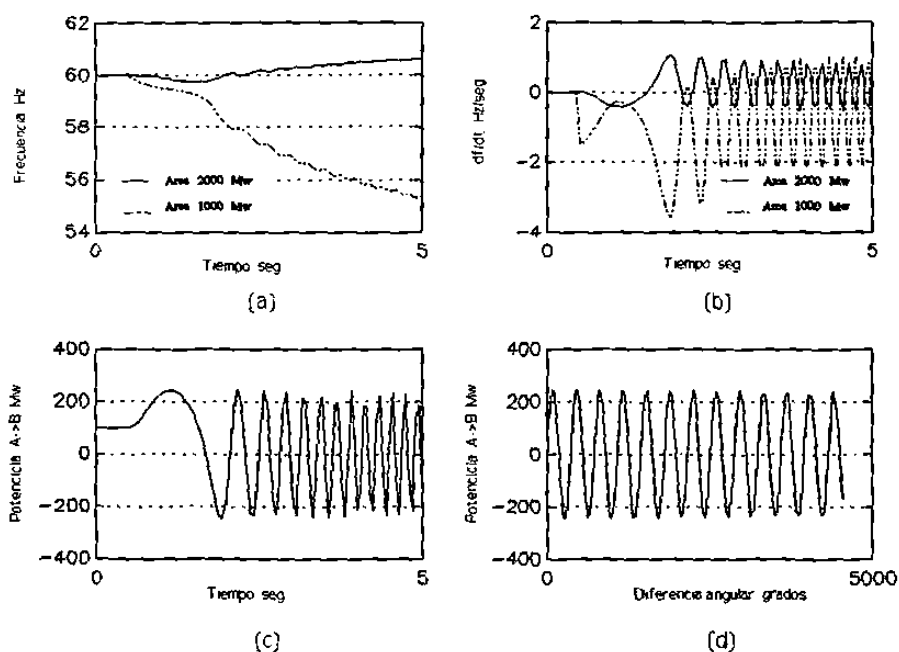 62
60
58
56
54
Frecuencia Hz
Area 2000 Mw
Area 1000 Mw
0
5
Tiempo seg
(a)
2
0
-2
-4
df/dt Hz/seg
Area 2000 Mw
Area 1000 Mw
0
5
Tiempo seg
(b)
400
200
0
-200
-400
Potencicia A->B Mw
0
5
Tiempo seg
(c)
400
200
0
-200
-400
Potencicia A->B Mw
0
5000
Diferencia angular grados
(d)